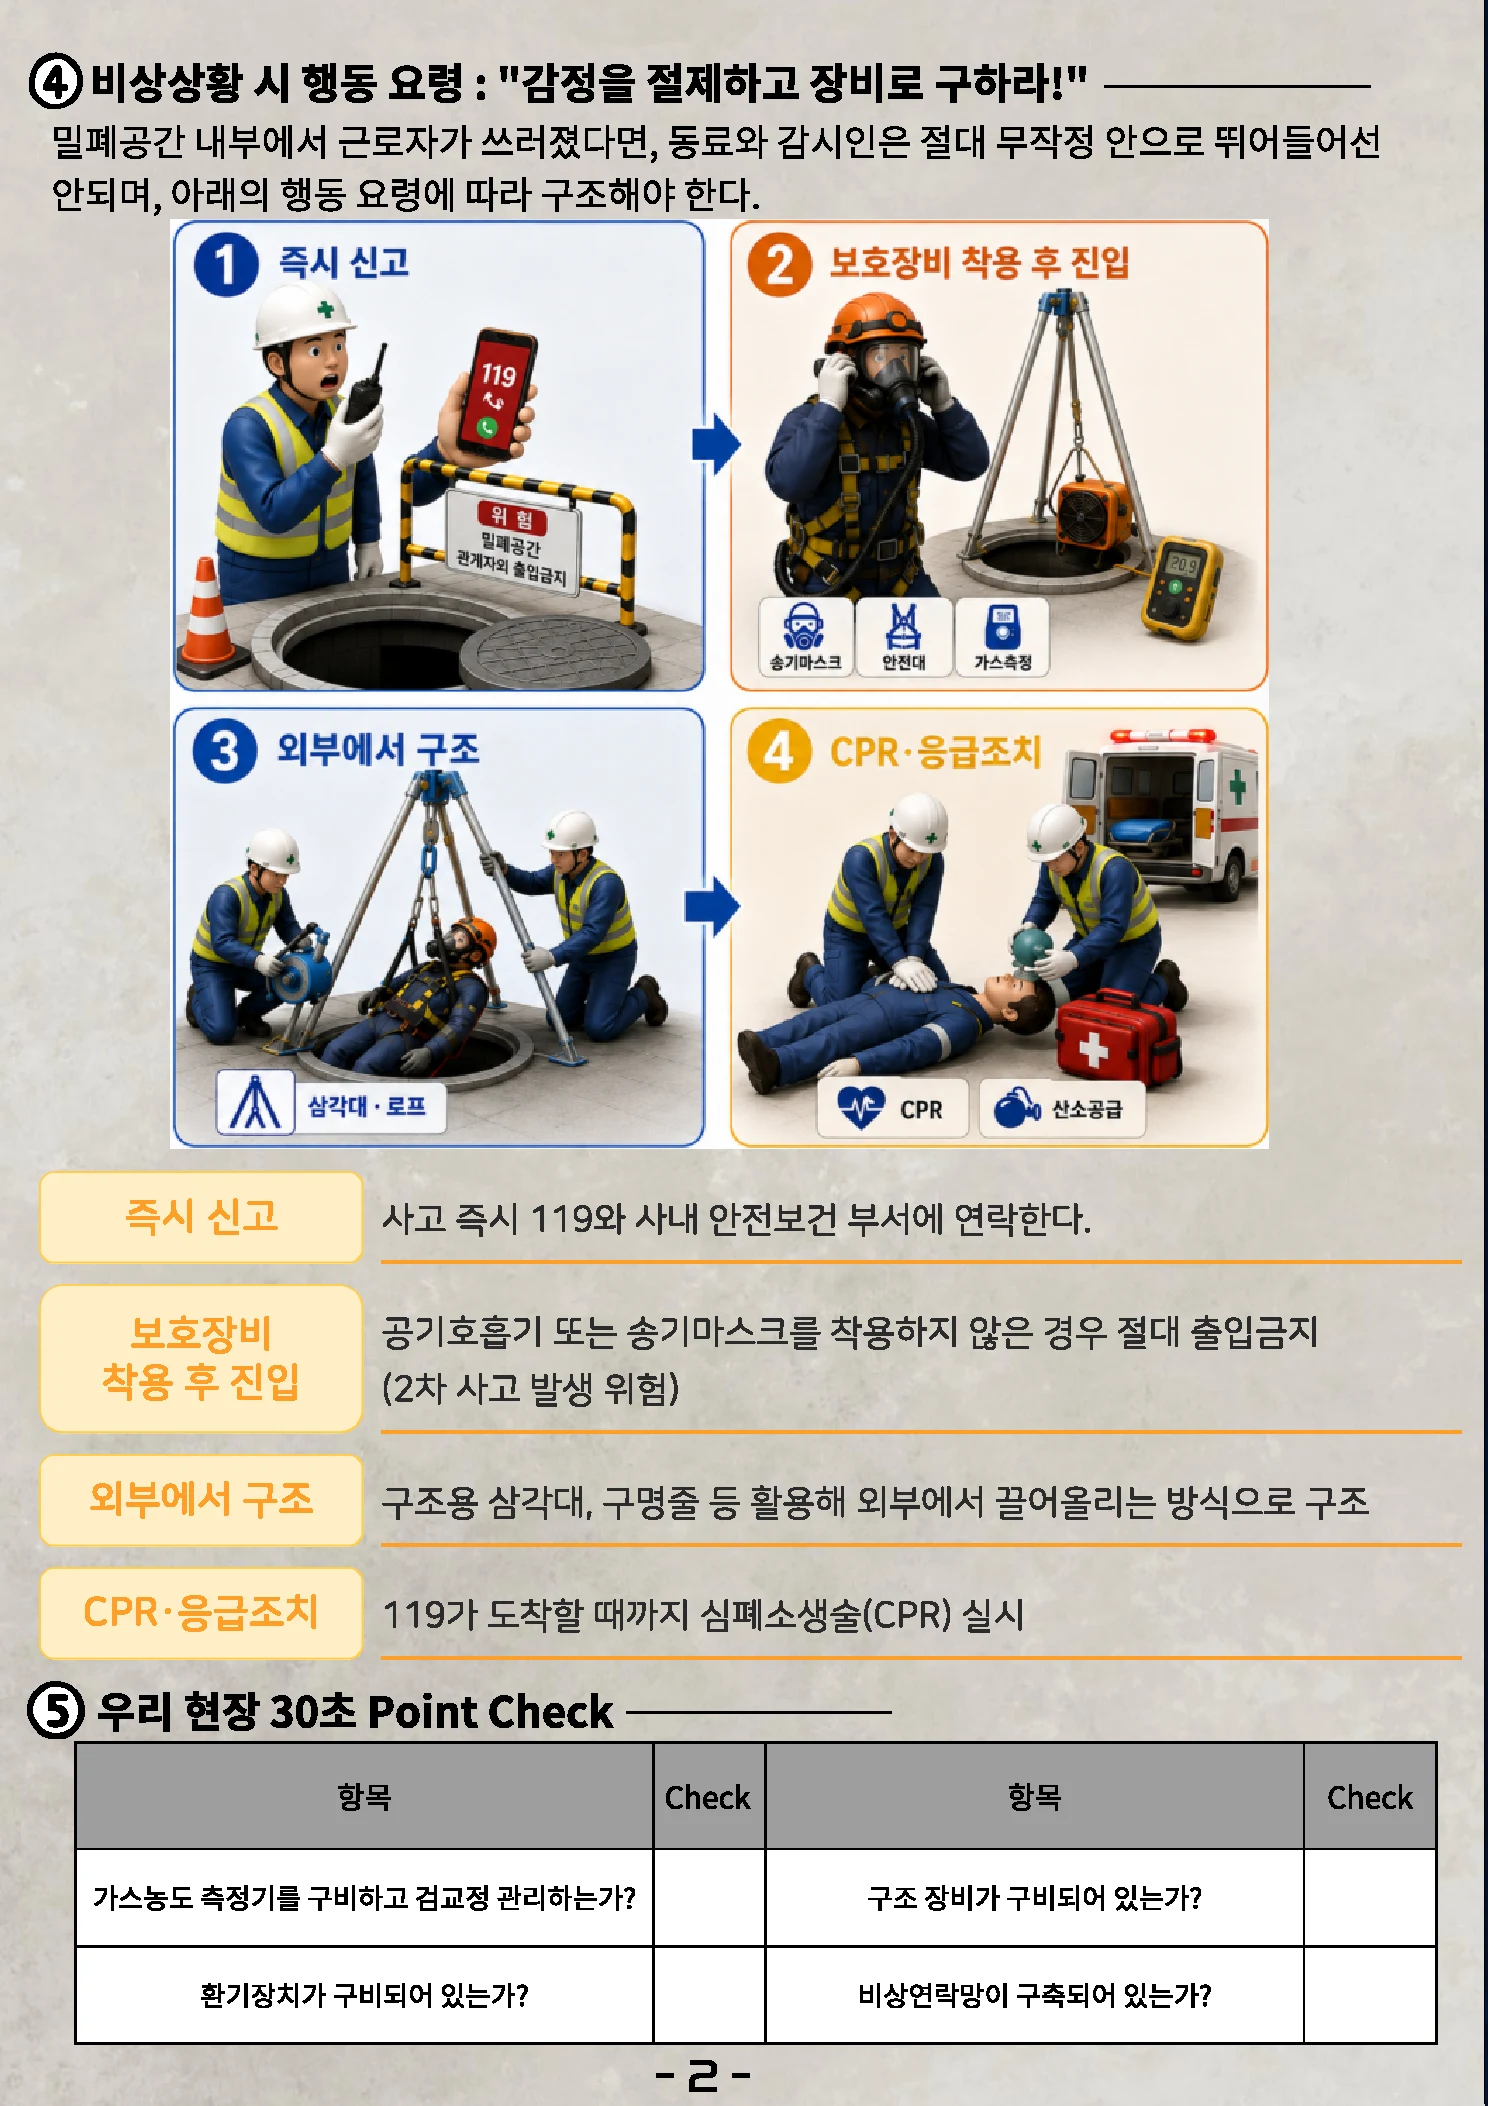 ④ 비상상황 시 행동 요령 : "감정을 절제하고 장비로 구하라!"
밀폐공간 내부에서 근로자가 쓰러졌다면, 동료와 감시인은 절대 무작정 안으로 뛰어들어선
안되며, 아래의 행동 요령에 따라 구조해야 한다.
1 즉시 신고
119
위 험
밀폐공간
관계자외 출입금지
2 보호장비 착용 후 진입
20.9
송기마스크
안전대
가스측정
3 외부에서 구조
삼각대 · 로프
4 CPR·응급조치
CPR
산소공급
즉시 신고
사고 즉시 119와 사내 안전보건 부서에 연락한다.
보호장비
착용 후 진입
공기호흡기 또는 송기마스크를 착용하지 않은 경우 절대 출입금지
(2차 사고 발생 위험)
외부에서 구조
구조용 삼각대, 구명줄 등 활용해 외부에서 끌어올리는 방식으로 구조
CPR·응급조치
119가 도착할 때까지 심폐소생술(CPR) 실시
⑤ 우리 현장 30초 Point Check
항목 Check 항목 Check
가스농도 측정기를 구비하고 검교정 관리하는가? 구조 장비가 구비되어 있는가?
환기장치가 구비되어 있는가? 비상연락망이 구축되어 있는가?
- 2 -